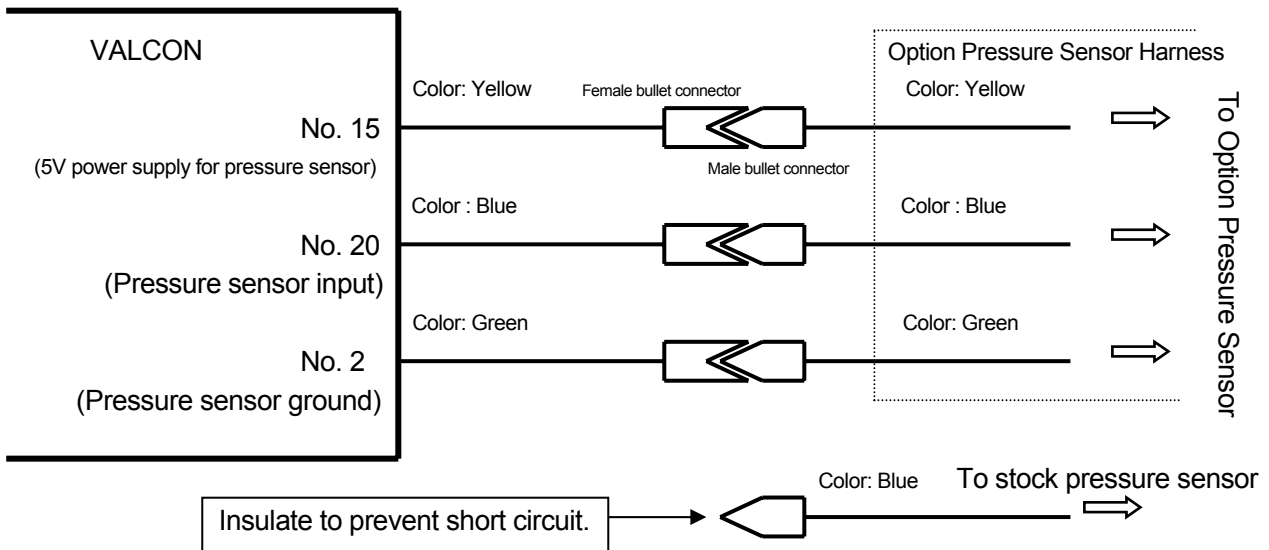 VALCON
Option Pressure Sensor Harness
Color: Yellow
Female bullet connector
Color: Yellow
No. 15
(5V power supply for pressure sensor)
Male bullet connector
Color : Blue
Color : Blue
No. 20
(Pressure sensor input)
Color: Green
Color: Green
No. 2
(Pressure sensor ground)
To Option Pressure Sensor
Color: Blue
To stock pressure sensor
Insulate to prevent short circuit.